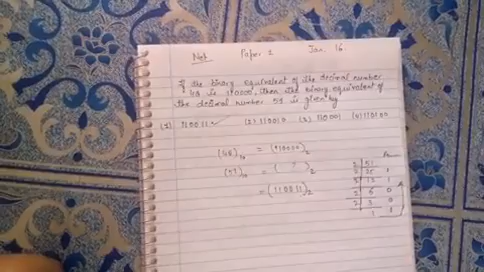 Net Paper 1 Jan. 16
If the binary equivalent of the decimal number
48 is 110000, then the binary equivalent of
the decimal number 51 is given by
(1) 110011 ✓ (2) 110010 (3) 110001 (4) 110100
(48)₁₀ = (110000)₂
(51)₁₀ = ( ? )₂
= (110011)₂
2 51
2 25 1
2 12 1
2 6 0
2 3 0
1 1